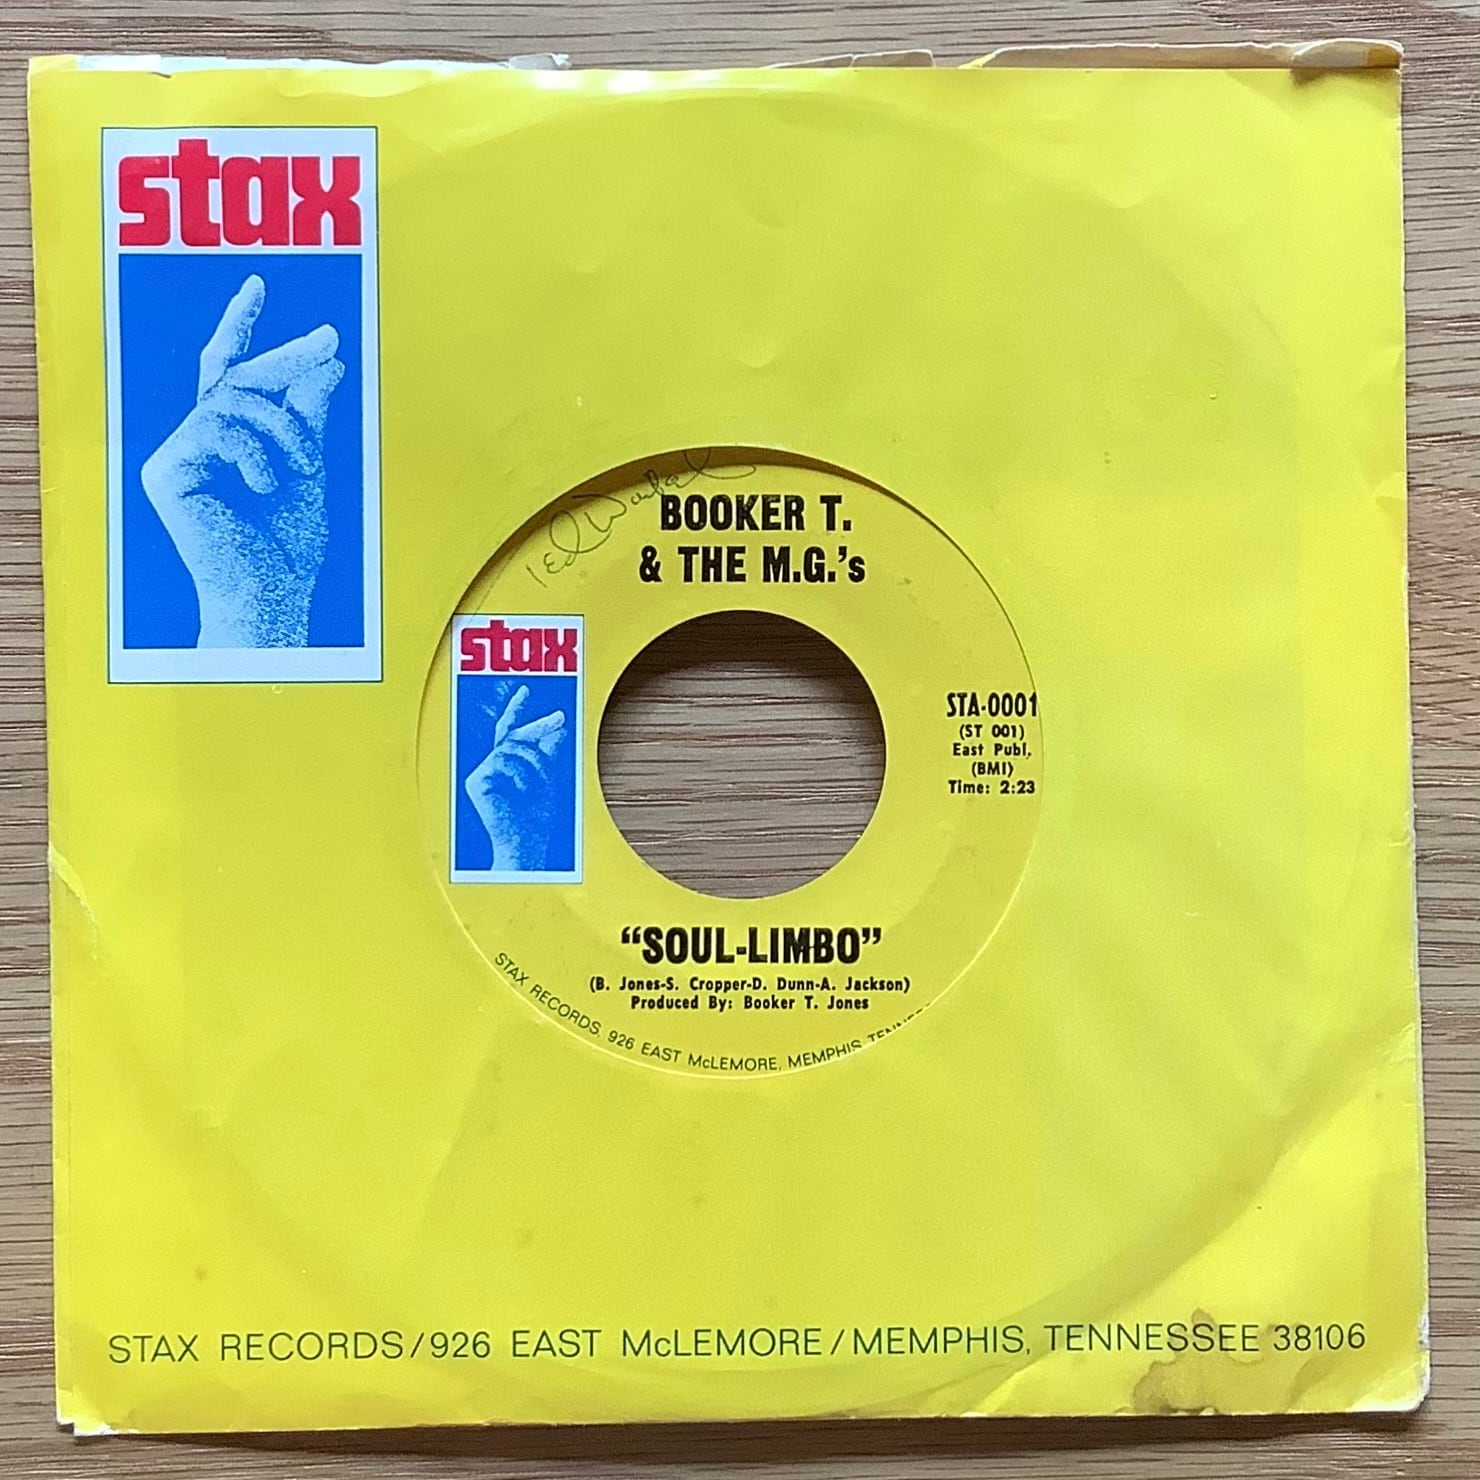 stax
BOOKER T.
& THE M.G.'s
stax
STA-0001
(ST 001)
East Publ.
(BMI)
Time: 2:23
"SOUL-LIMBO"
(B. Jones-S. Cropper-D. Dunn-A. Jackson)
Produced By: Booker T. Jones
STAX RECORDS, 926 EAST McLEMORE, MEMPHIS
STAX RECORDS/926 EAST McLEMORE/MEMPHIS, TENNESSEE 38106